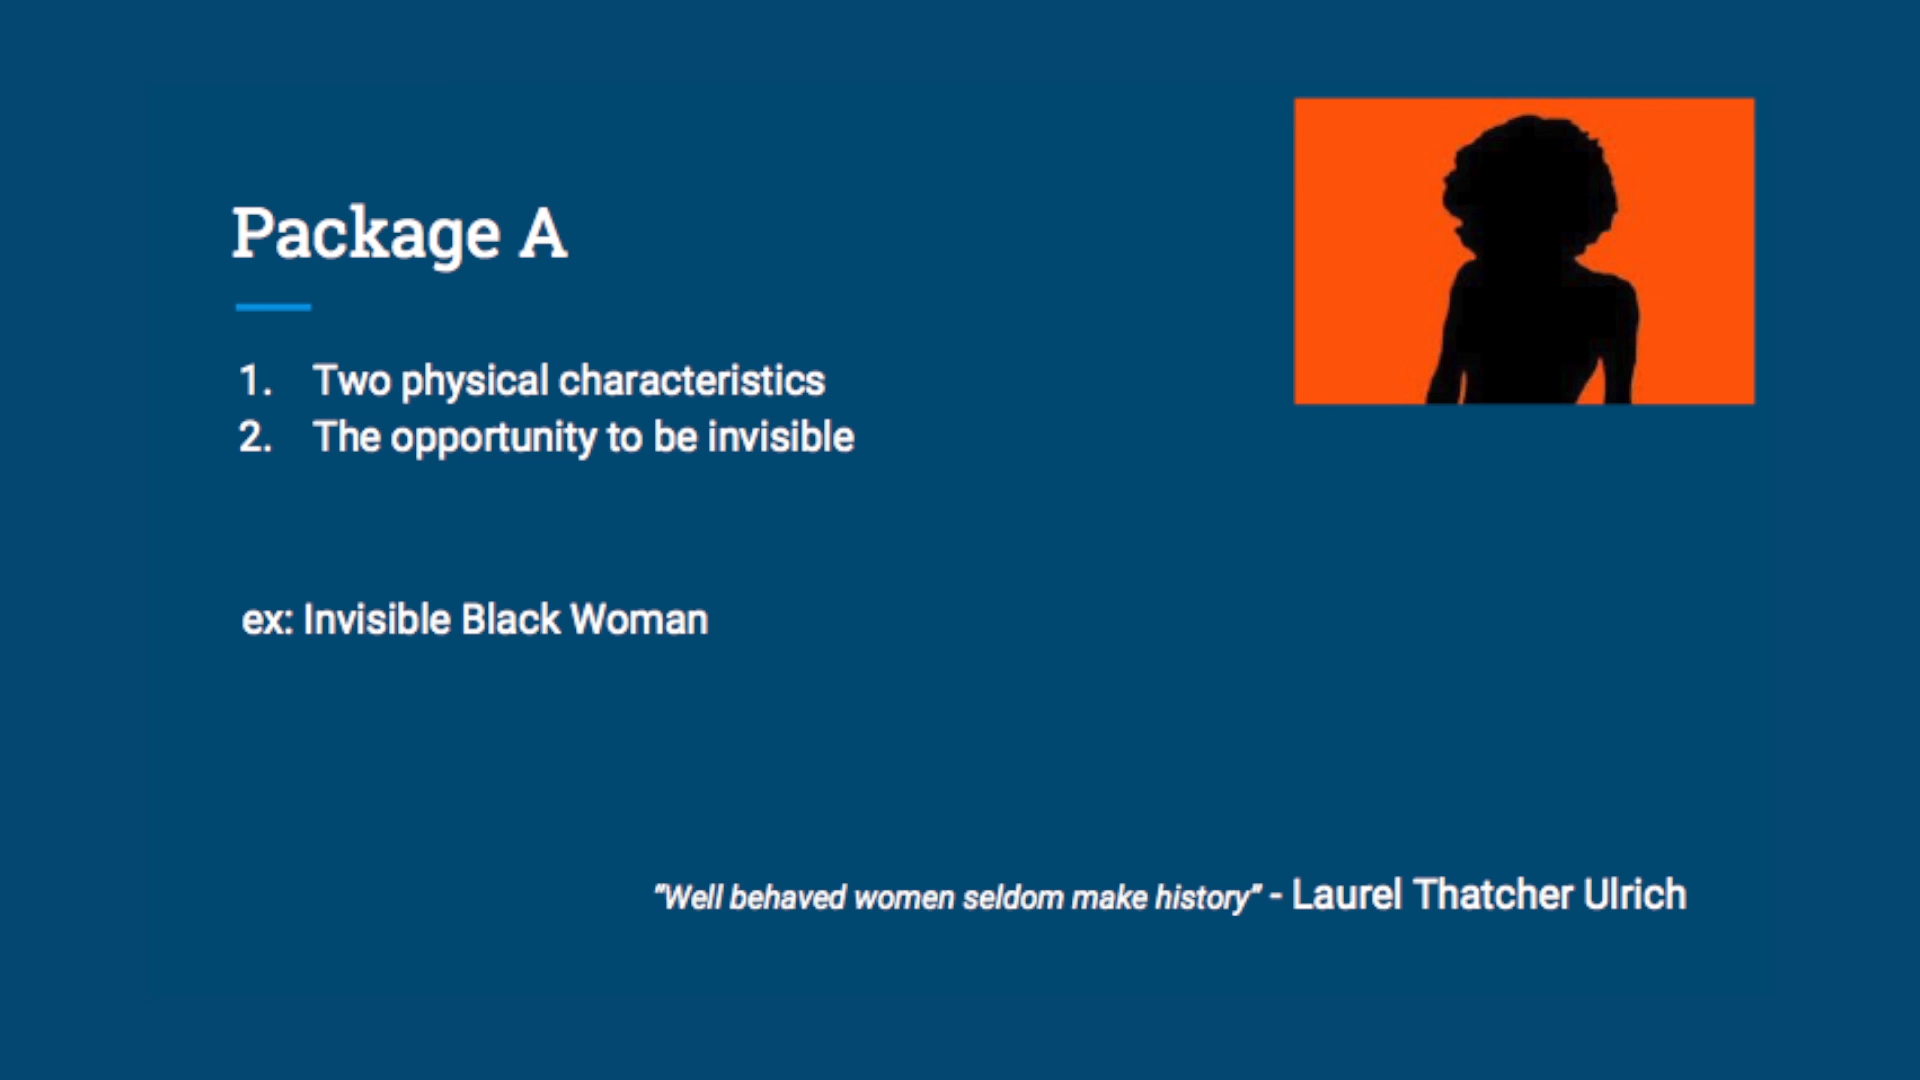 Package A
1. Two physical characteristics
2. The opportunity to be invisible
ex: Invisible Black Woman
"Well behaved women seldom make history" - Laurel Thatcher Ulrich